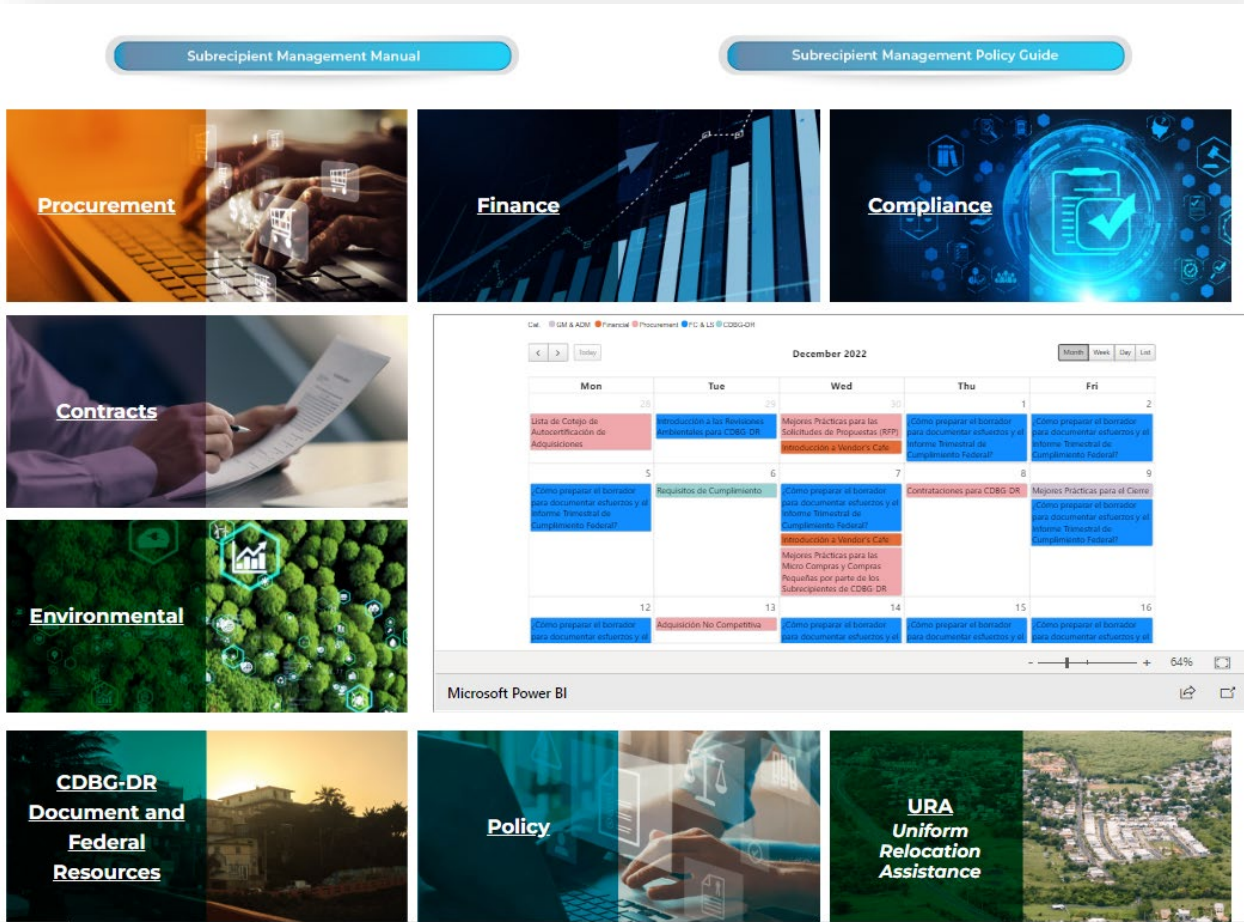 Subrecipient Management Manual
Subrecipient Management Policy Guide
Procurement
Finance
Compliance
Contracts
Cat. GM & ADM Financial Procurement FC & LS CDBG-DR
< > Today
December 2022
Month Week Day List
Mon Tue Wed Thu Fri
28 29 30 1 2
Lista de Cotejo de
Autocertificación de
Adquisiciones
Introducción a las Revisiones
Ambientales para CDBG-DR
Mejores Prácticas para las
Solicitudes de Propuestas (RFP)
Introducción a Vendor's Cafe
¿Cómo preparar el borrador
para documentar esfuerzos y el
Informe Trimestral de
Cumplimiento Federal?
¿Cómo preparar el borrador
para documentar esfuerzos y el
Informe Trimestral de
Cumplimiento Federal?
5 6 7 8 9
¿Cómo preparar el borrador
para documentar esfuerzos y el
Informe Trimestral de
Cumplimiento Federal?
Requisitos de Cumplimiento
¿Cómo preparar el borrador
para documentar esfuerzos y el
Informe Trimestral de
Cumplimiento Federal?
Introducción a Vendor's Cafe
Mejores Prácticas para las
Micro Compras y Compras
Pequeñas por parte de los
Subrecipientes de CDBG-DR
Contrataciones para CDBG-DR
Mejores Prácticas para el Cierre
¿Cómo preparar el borrador
para documentar esfuerzos y el
Informe Trimestral de
Cumplimiento Federal?
12 13 14 15 16
¿Cómo preparar el borrador
para documentar esfuerzos y el
Adquisición No Competitiva
¿Cómo preparar el borrador
para documentar esfuerzos y el
¿Cómo preparar el borrador
para documentar esfuerzos y el
¿Cómo preparar el borrador
para documentar esfuerzos y el
- + 64%
Microsoft Power BI
Environmental
CDBG-DR
Document and
Federal
Resources
Policy
URA
Uniform
Relocation
Assistance